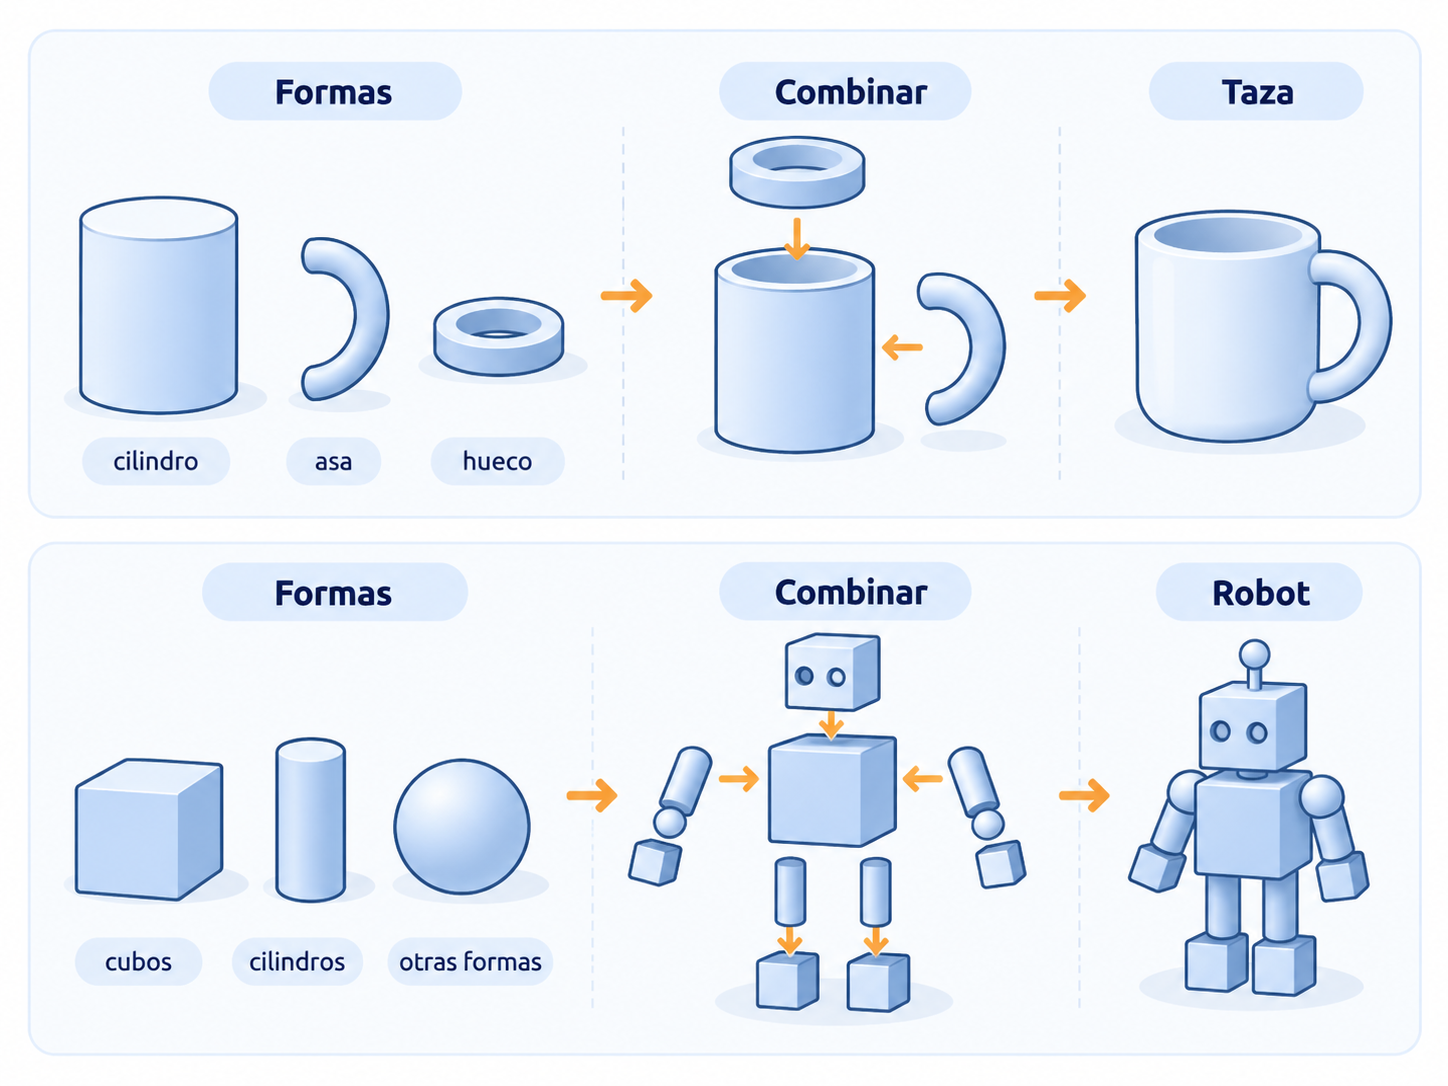 Formas
Combinar
Taza
cilindro
asa
hueco
Formas
Combinar
Robot
cubos
cilindros
otras formas